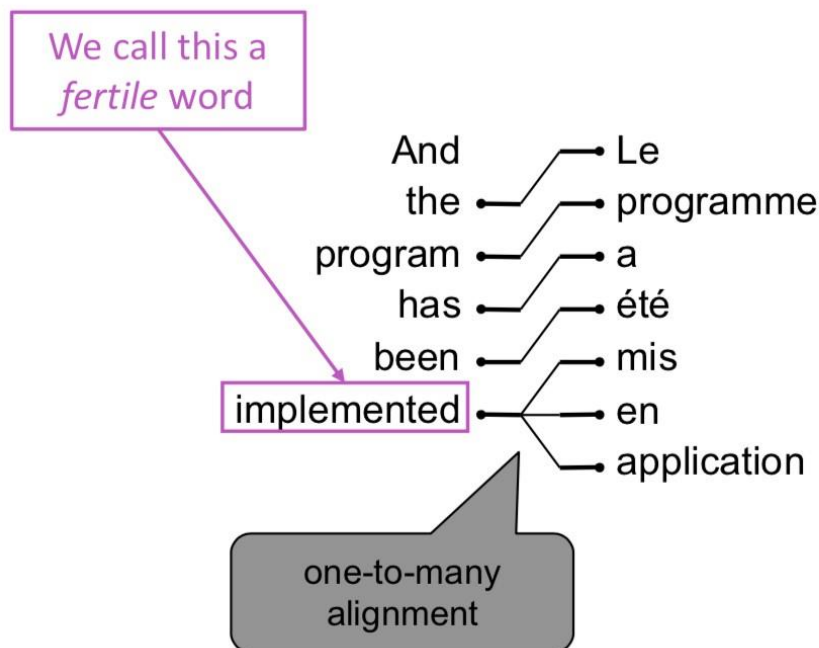 We call this a
fertile word
And Le
the programme
program a
has été
been mis
implemented en
application
one-to-many
alignment